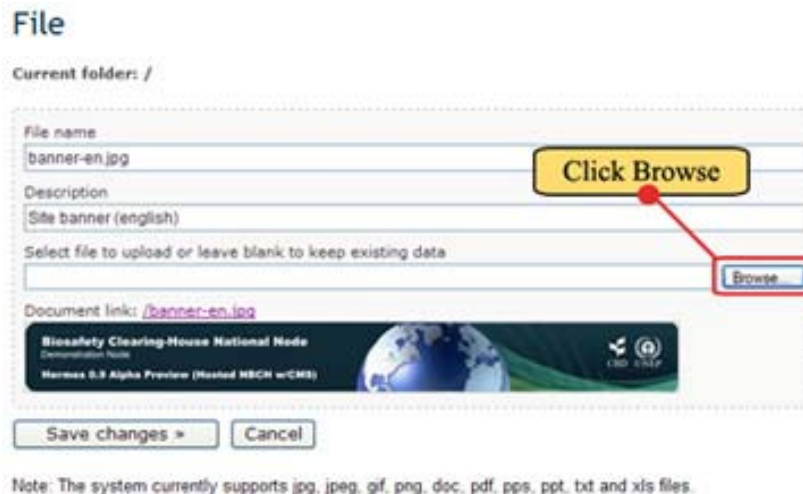 File
Current folder: /
File name
banner-en.jpg
Click Browse
Description
Site banner (english)
Select file to upload or leave blank to keep existing data
Browse...
Document link: /banner-en.jpg
Biosafety Clearing-House National Node
Demonstration Node
Hermes 0.9 Alpha Preview (Hosted NBCH w/CMS)
CBD UNEP
Save changes » Cancel
Note: The system currently supports jpg, jpeg, gif, png, doc, pdf, pps, ppt, txt and xls files.